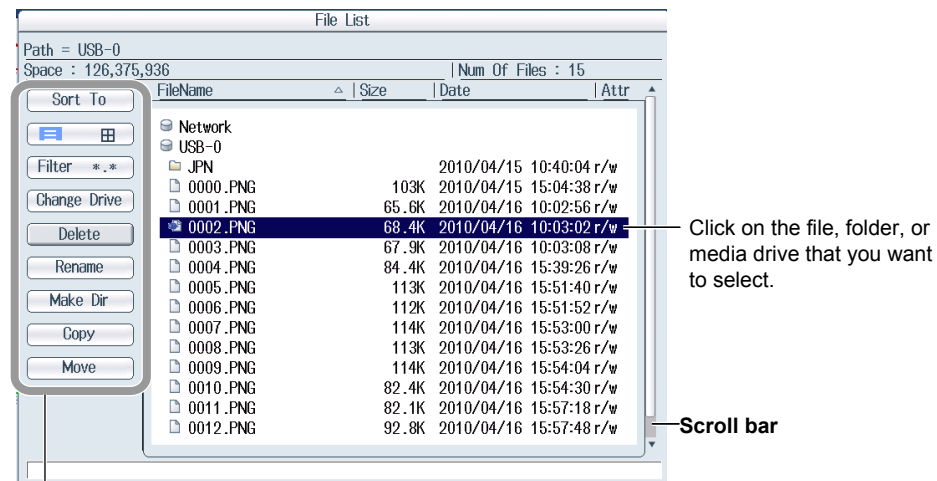 File List
Path = USB-0
Space : 126,375,936 Num Of Files : 15
FileName Size Date Attr
Sort To
Filter *.*
Change Drive
Delete
Rename
Make Dir
Copy
Move
Network
USB-0
JPN 2010/04/15 10:40:04 r/w
0000.PNG 103K 2010/04/15 15:04:38 r/w
0001.PNG 65.6K 2010/04/16 10:02:56 r/w
0002.PNG 68.4K 2010/04/16 10:03:02 r/w
0003.PNG 67.9K 2010/04/16 10:03:08 r/w
0004.PNG 84.4K 2010/04/16 15:39:26 r/w
0005.PNG 113K 2010/04/16 15:51:40 r/w
0006.PNG 112K 2010/04/16 15:51:52 r/w
0007.PNG 114K 2010/04/16 15:53:00 r/w
0008.PNG 113K 2010/04/16 15:53:26 r/w
0009.PNG 114K 2010/04/16 15:54:04 r/w
0010.PNG 82.4K 2010/04/16 15:54:30 r/w
0011.PNG 82.1K 2010/04/16 15:57:18 r/w
0012.PNG 92.8K 2010/04/16 15:57:48 r/w
Click on the file, folder, or
media drive that you want
to select.
Scroll bar